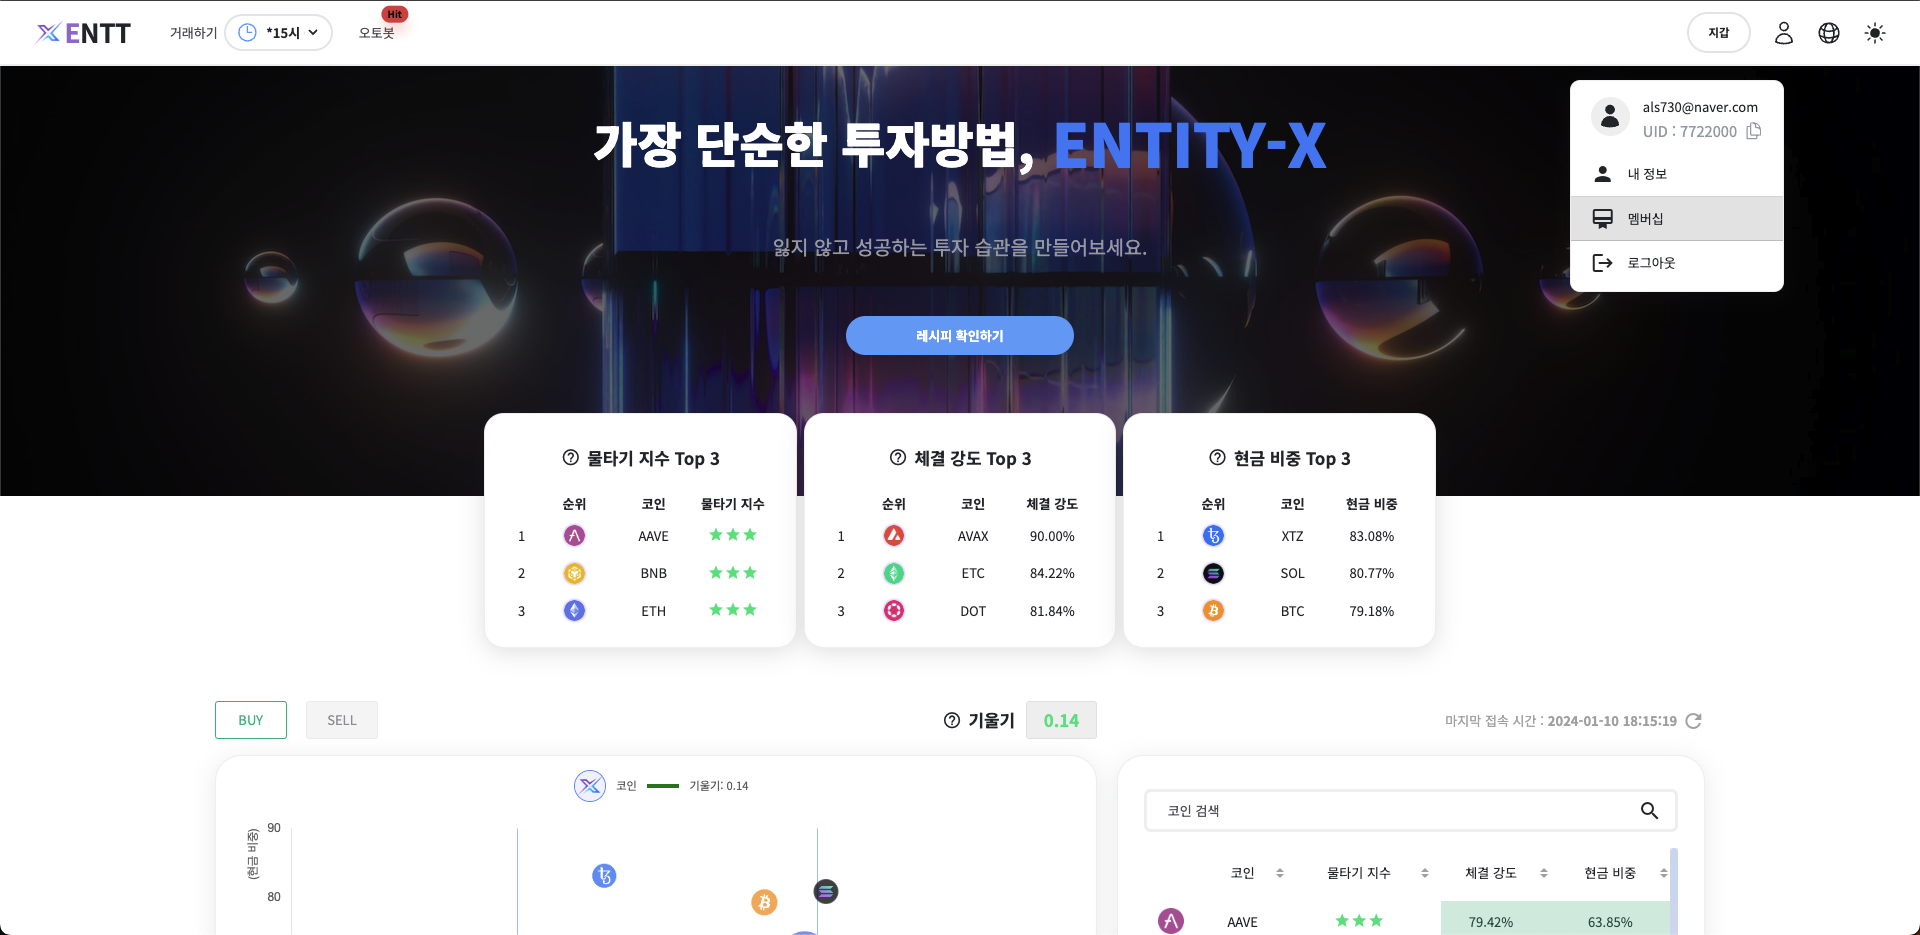 ENTT
거래하기
*15시
오토봇
Hit
지갑
als730@naver.com
UID : 7722000
내 정보
멤버십
로그아웃
가장 단순한 투자방법, ENTITY-X
잃지 않고 성공하는 투자 습관을 만들어보세요.
레시피 확인하기
물타기 지수 Top 3
순위 코인 물타기 지수
1 AAVE
2 BNB
3 ETH
체결 강도 Top 3
순위 코인 체결 강도
1 AVAX 90.00%
2 ETC 84.22%
3 DOT 81.84%
현금 비중 Top 3
순위 코인 현금 비중
1 XTZ 83.08%
2 SOL 80.77%
3 BTC 79.18%
BUY
SELL
기울기 0.14
마지막 접속 시간 : 2024-01-10 18:15:19
코인 기울기: 0.14
(현금 비중)
90
80
코인 검색
코인 물타기 지수 체결 강도 현금 비중
AAVE 79.42% 63.85%